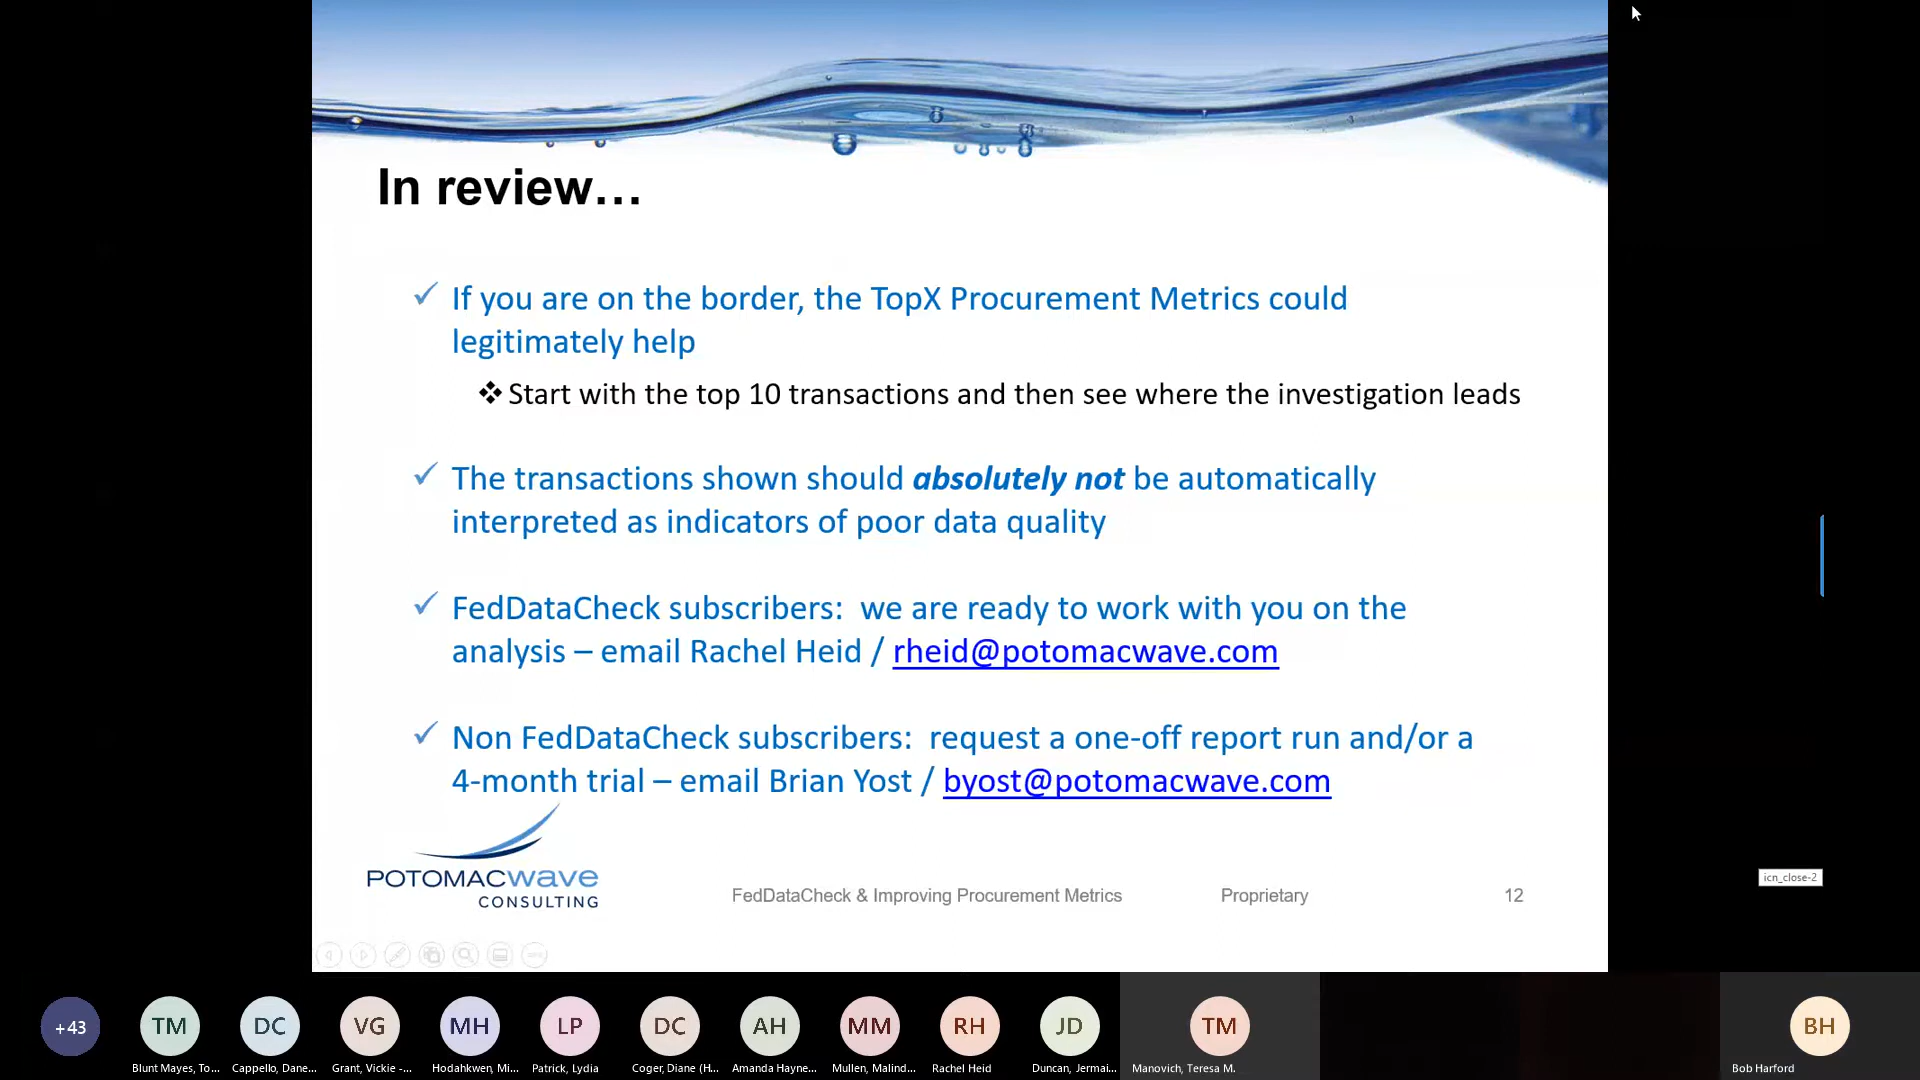 In review…
✓ If you are on the border, the TopX Procurement Metrics could
legitimately help
❖ Start with the top 10 transactions and then see where the investigation leads
✓ The transactions shown should absolutely not be automatically
interpreted as indicators of poor data quality
✓ FedDataCheck subscribers:  we are ready to work with you on the
analysis – email Rachel Heid / rheid@potomacwave.com
✓ Non FedDataCheck subscribers:  request a one-off report run and/or a
4-month trial – email Brian Yost / byost@potomacwave.com
POTOMACwave
CONSULTING
FedDataCheck & Improving Procurement Metrics
Proprietary
12
icn_close-2
+43
TM
DC
VG
MH
LP
DC
AH
MM
RH
JD
TM
BH
Blunt Mayes, To...
Cappello, Dane...
Grant, Vickie -...
Hodahkwen, Mi...
Patrick, Lydia
Coger, Diane (H...
Amanda Hayne...
Mullen, Malind...
Rachel Heid
Duncan, Jermai...
Manovich, Teresa M.
Bob Harford